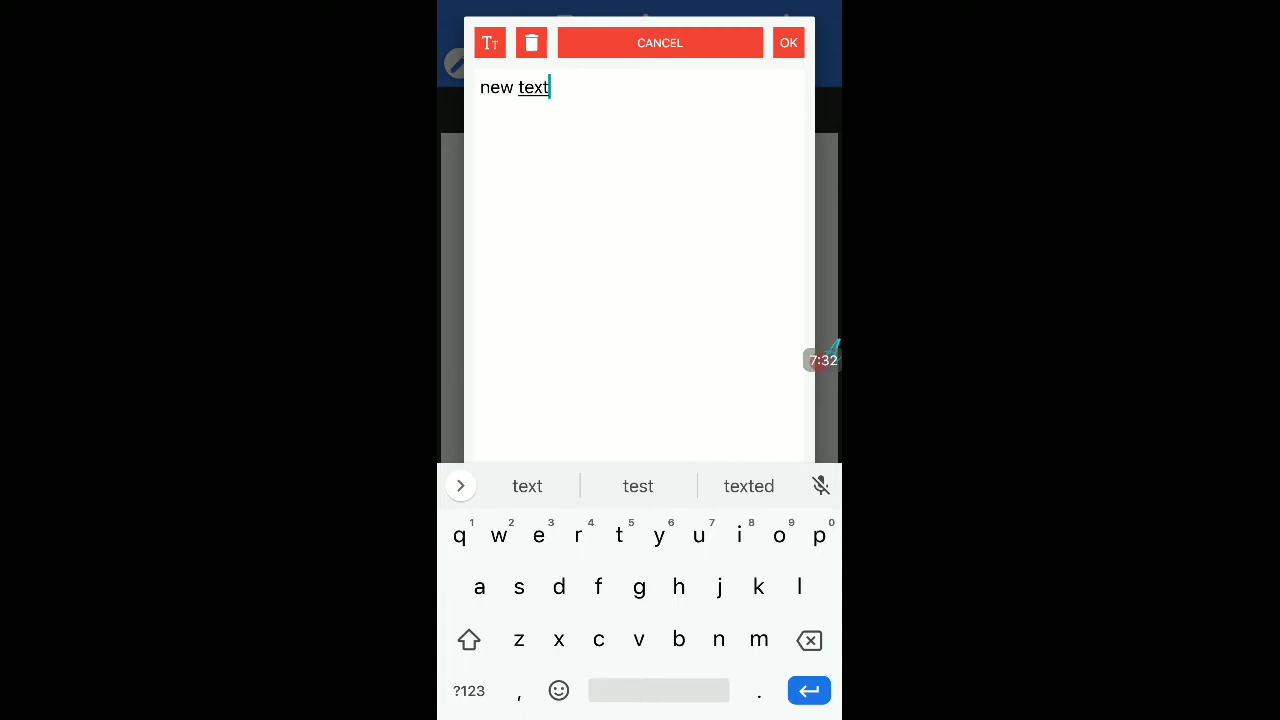 TT CANCEL OK
new text
7:32
text test texted
1 2 3 4 5 6 7 8 9 0
q w e r t y u i o p
a s d f g h j k l
z x c v b n m
?123 , .